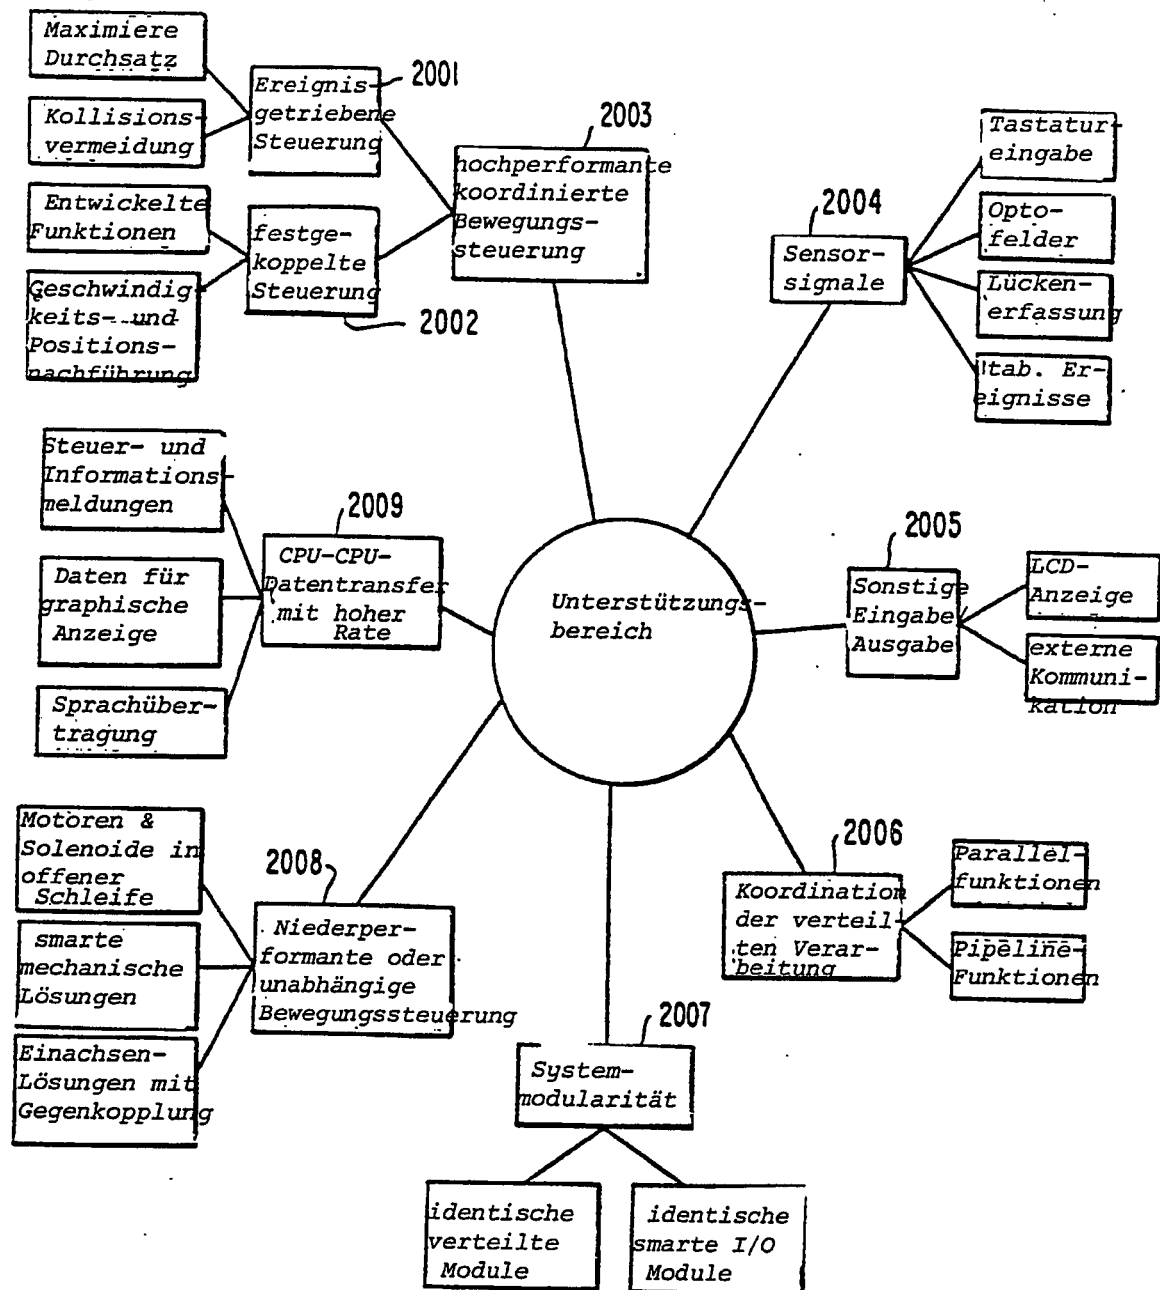 Maximiere
Durchsatz
Kollisions-
vermeidung
Entwickelte
Funktionen
Geschwindig
keits- und
Positions-
nachführung
Ereignis-
getriebene
Steuerung
2001
festge-
koppelte
Steuerung
2002
2003
hochperformante
koordinierte
Bewegungs-
steuerung
2004
Sensor-
signale
Tastatur-
eingabe
Opto-
felder
Lücken-
erfassung
tab. Er-
eignisse
Steuer- und
Informations-
meldungen
Daten für
graphische
Anzeige
Sprachüber-
tragung
2009
CPU-CPU-
Datentransfer
mit hoher
Rate
Unterstützungs-
bereich
2005
Sonstige
Eingabe/
Ausgabe
LCD-
Anzeige
externe
Kommuni-
kation
Motoren &
Solenoide in
offener
Schleife
smarte
mechanische
Lösungen
Einachsen-
Lösungen mit
Gegenkopplung
2008
Niederper-
formante oder
unabhängige
Bewegungssteuerung
2006
Koordination
der verteil-
ten Verar-
beitung
Parallel-
funktionen
Pipeline-
Funktionen
2007
System-
modularität
identische
verteilte
Module
identische
smarte I/O
Module